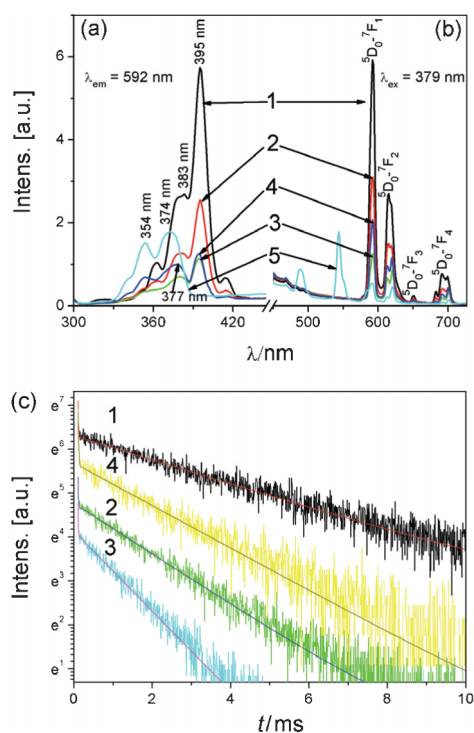 (a)
(b)
λem = 592 nm
λex = 379 nm
395 nm
383 nm
374 nm
354 nm
377 nm
⁵D₀-⁷F₁
⁵D₀-⁷F₂
⁵D₀-⁷F₃
⁵D₀-⁷F₄
1
2
4
3
5
Intens. [a.u.]
6
4
2
0
300 360 420 500 600 700
λ/nm
(c)
Intens. [a.u.]
e⁷
e⁶
e⁵
e⁴
e³
e²
e¹
1
4
2
3
0 2 4 6 8 10
t/ms